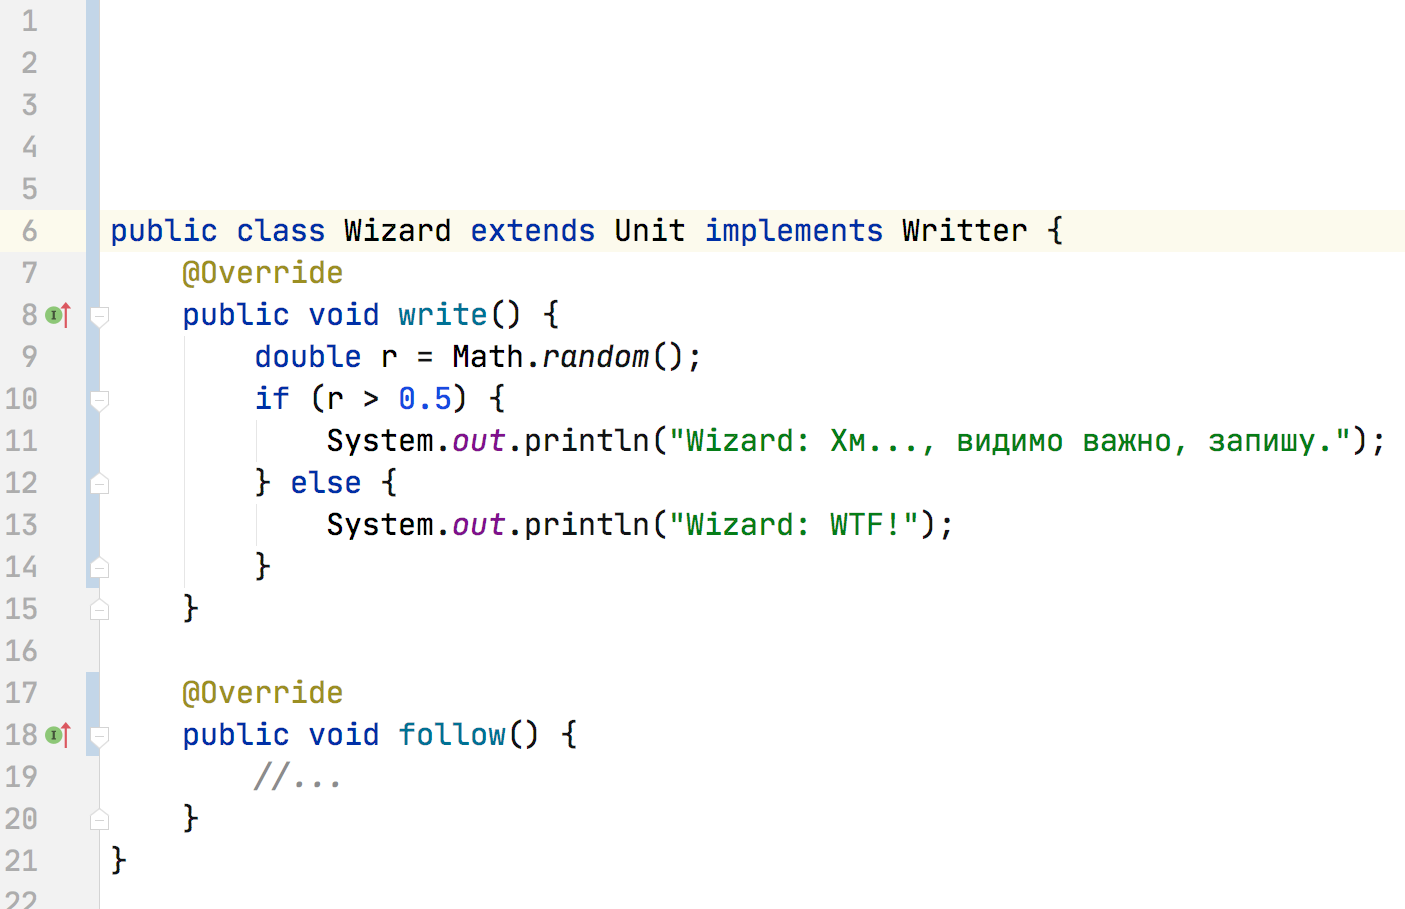 1
2
3
4
5
6 public class Wizard extends Unit implements Writter {
7 @Override
8 public void write() {
9 double r = Math.random();
10 if (r > 0.5) {
11 System.out.println("Wizard: Хм..., видимо важно, запишу.");
12 } else {
13 System.out.println("Wizard: WTF!");
14 }
15 }
16
17 @Override
18 public void follow() {
19 //...
20 }
21 }
22